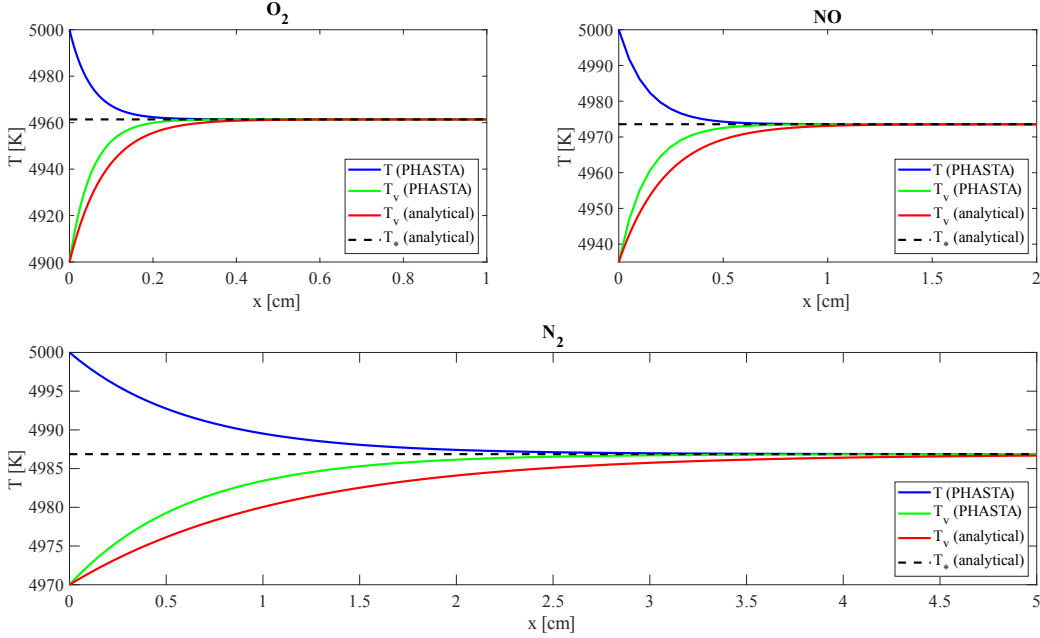 O2
5000
4980
4960
4940
4920
4900
T [K]
0
0.2
0.4
0.6
0.8
1
x [cm]
T (PHASTA)
Tv (PHASTA)
Tv (analytical)
T* (analytical)
NO
5000
4990
4980
4970
4960
4950
4940
T [K]
0
0.5
1
1.5
2
x [cm]
T (PHASTA)
Tv (PHASTA)
Tv (analytical)
T* (analytical)
N2
5000
4995
4990
4985
4980
4975
4970
T [K]
0
0.5
1
1.5
2
2.5
3
3.5
4
4.5
5
x [cm]
T (PHASTA)
Tv (PHASTA)
Tv (analytical)
T* (analytical)